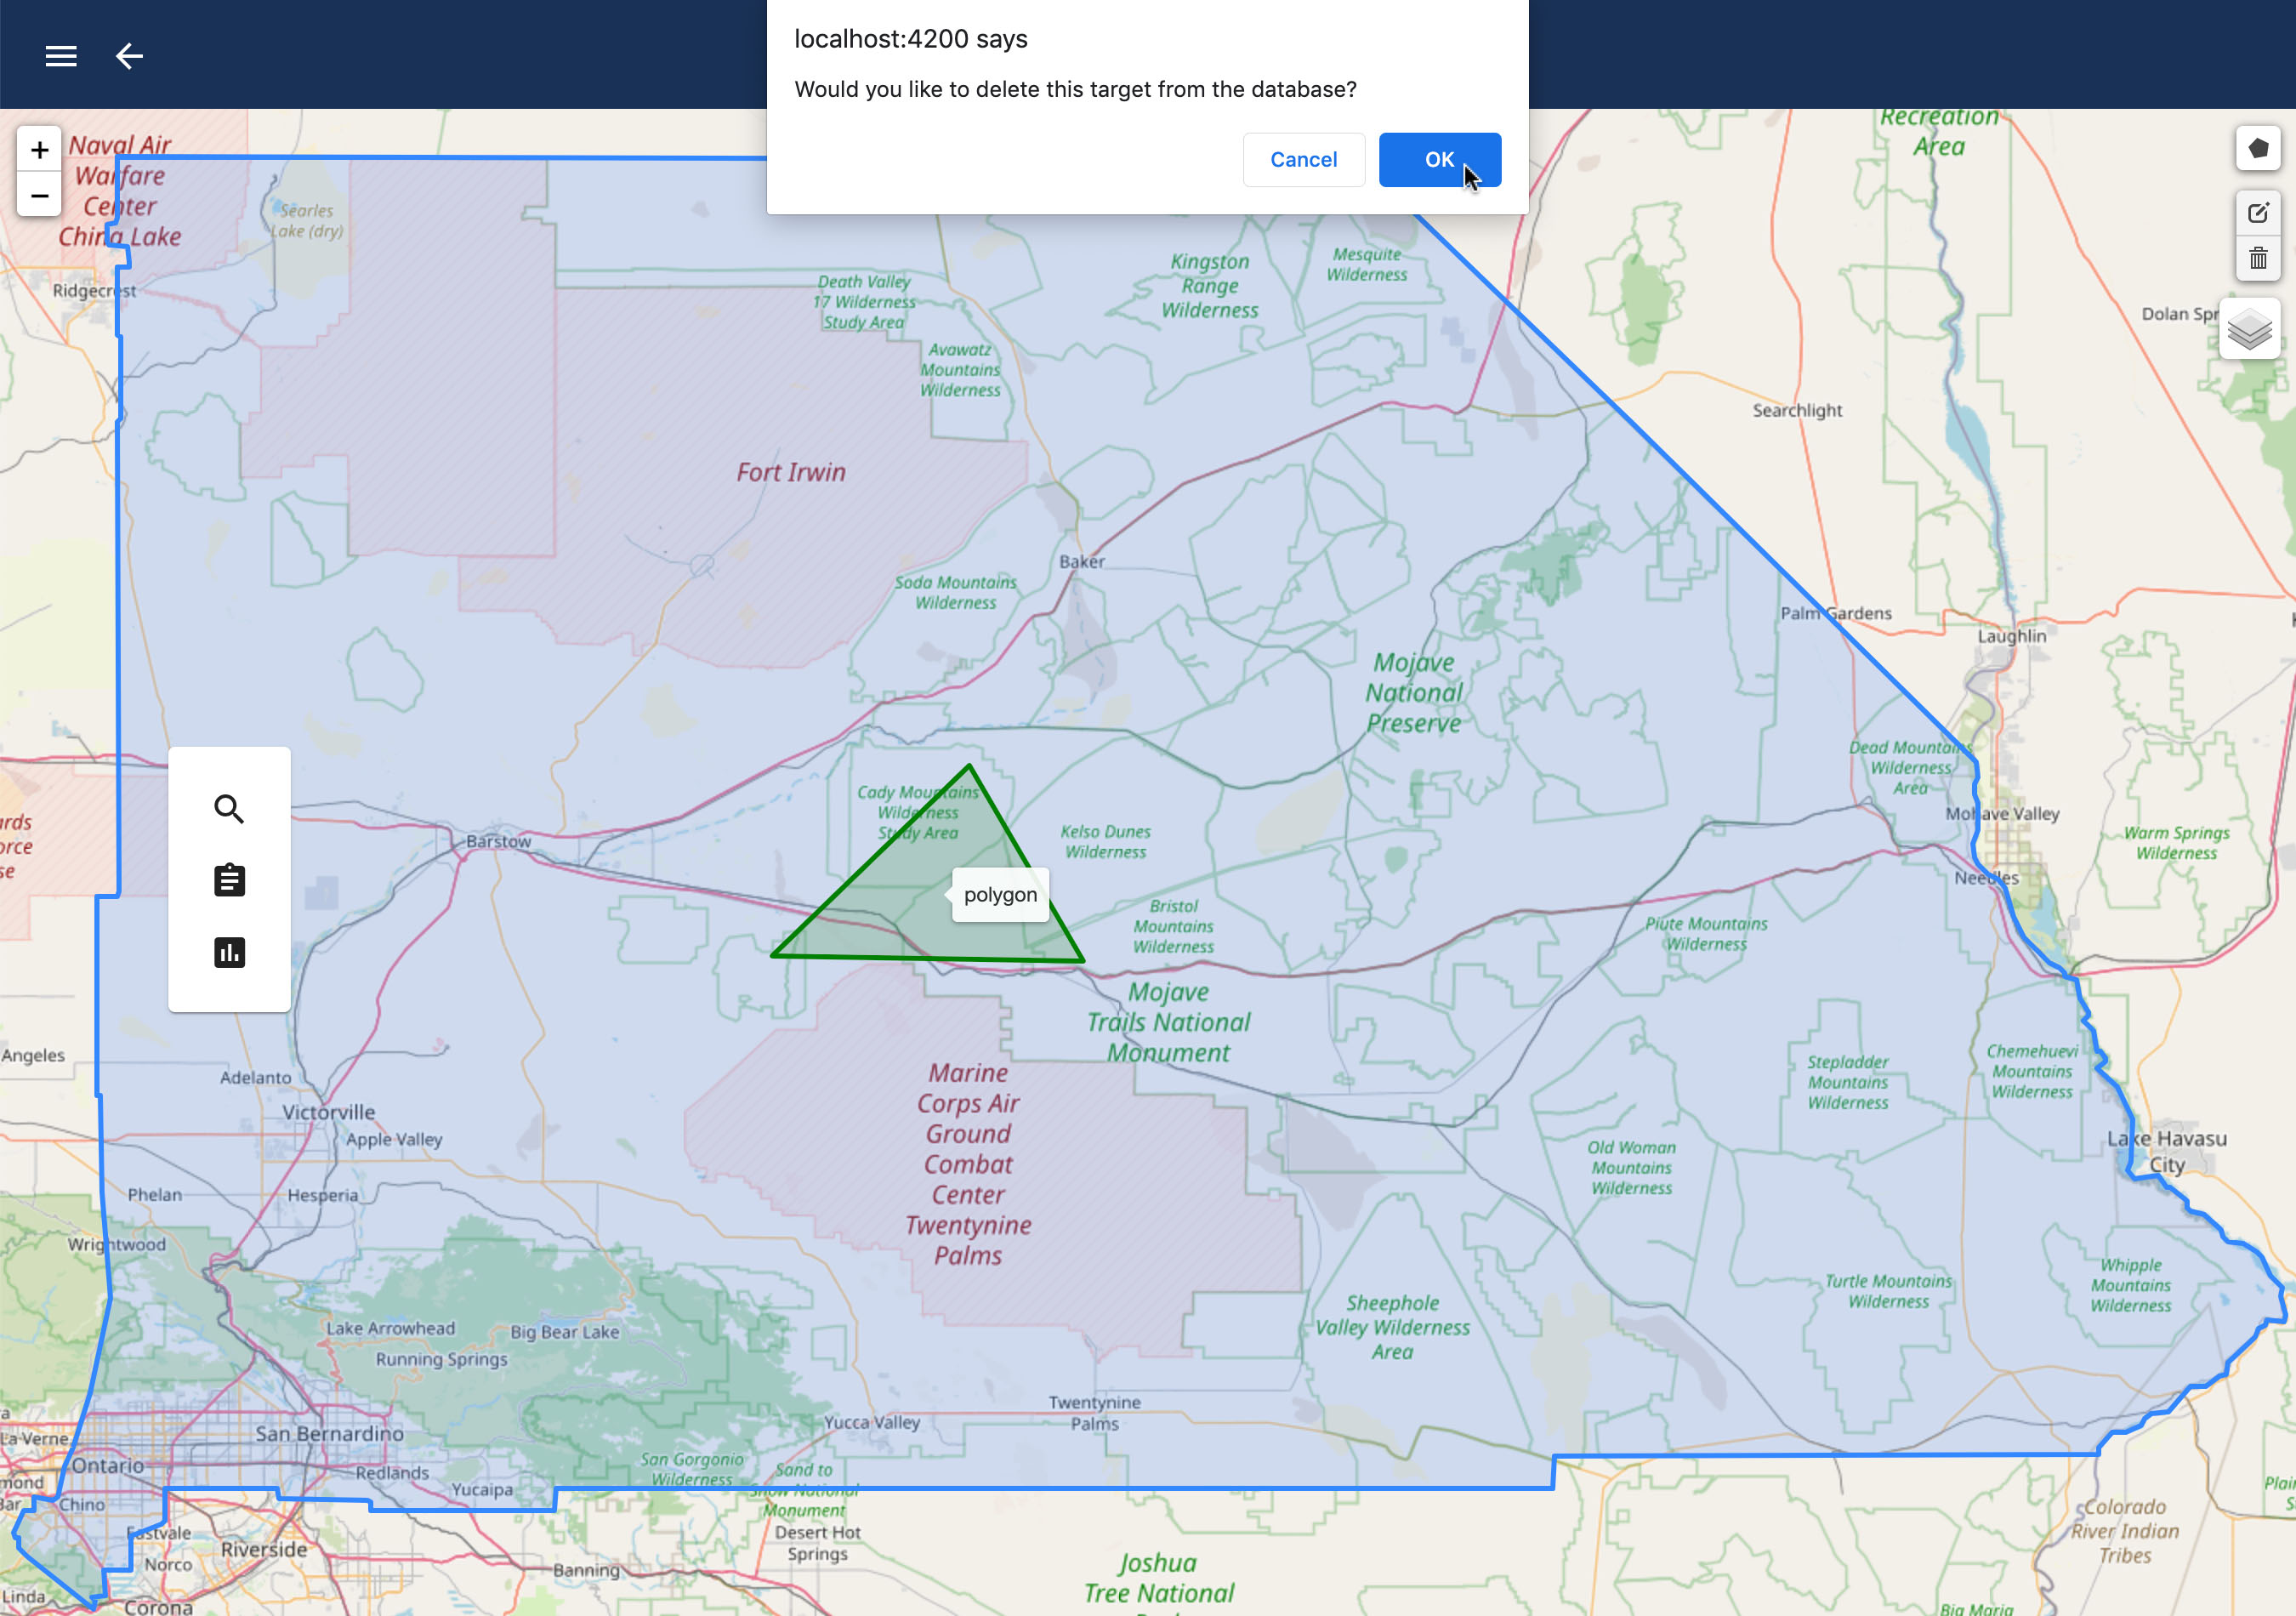 localhost:4200 says
Would you like to delete this target from the database?
Cancel
OK
+
−
Naval Air
Warfare
Center
China Lake
Searles
Lake (dry)
Ridgecrest
Death Valley
17 Wilderness
Study Area
Avawatz
Mountains
Wilderness
Kingston
Range
Wilderness
Mesquite
Wilderness
Recreation
Area
Searchlight
Fort Irwin
Baker
Soda Mountains
Wilderness
Palm Gardens
Laughlin
Mojave
National
Preserve
Dead Mountains
Wilderness
Area
Mohave Valley
Warm Springs
Wilderness
Needles
Cady Mountains
Wilderness
Study Area
Kelso Dunes
Wilderness
Barstow
polygon
Bristol
Mountains
Wilderness
Piute Mountains
Wilderness
Mojave
Trails National
Monument
Angeles
Adelanto
Victorville
Apple Valley
Marine
Corps Air
Ground
Combat
Center
Twentynine
Palms
Stepladder
Mountains
Wilderness
Chemehuevi
Mountains
Wilderness
Lake Havasu
City
Old Woman
Mountains
Wilderness
Phelan
Hesperia
Wrightwood
Whipple
Mountains
Wilderness
Turtle Mountains
Wilderness
Sheephole
Valley Wilderness
Area
Lake Arrowhead
Big Bear Lake
Running Springs
Twentynine
Palms
Yucca Valley
La-Verne
San Bernardino
Ontario
Redlands
San Gorgonio
Wilderness
Sand to
Snow National
Monument
Yucaipa
Chino
Eastvale
Desert Hot
Springs
Norco
Riverside
Banning
Joshua
Tree National
Colorado
River Indian
Tribes
Linda
Corona
Big Maria